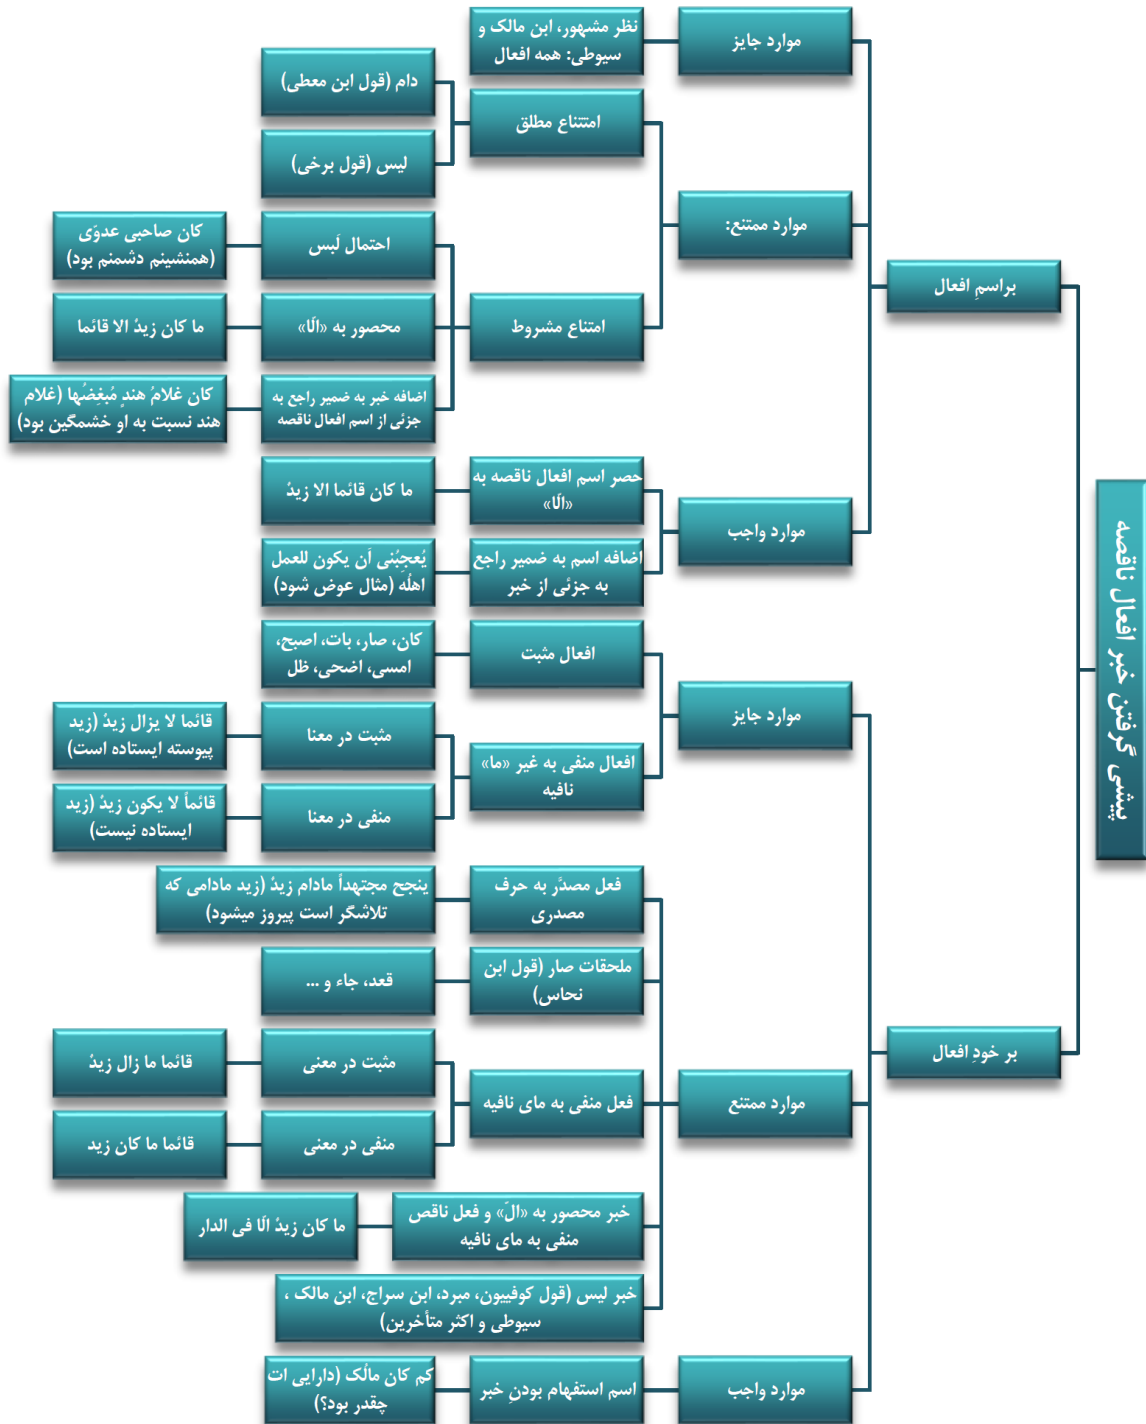 پیشی گرفتن خبر افعال ناقصه
براسمِ افعال
موارد جایز
نظر مشهور، ابن مالک و
سیوطی: همه افعال
موارد ممتنع:
امتتناع مطلق
دام (قول ابن معطی)
لیس (قول برخی)
امتناع مشروط
احتمال لَبس
کان صاحبی عدوّی
(همنشینم دشمنم بود)
محصور به «الّا»
ما کان زیدٌ الا قائما
اضافه خبر به ضمیر راجع به
جزئی از اسم افعال ناقصه
کان غلامُ هندٍ مُبغِضُها (غلام
هند نسبت به او خشمگین بود)
موارد واجب
حصر اسم افعال ناقصه به
«الّا»
ما کان قائما الا زیدٌ
اضافه اسم به ضمیر راجع
به جزئی از خبر
یُعجِبُنی أن یکون للعمل
اهلُه (مثال عوض شود)
بر خودِ افعال
موارد جایز
افعال مثبت
کان، صار، بات، اصبح،
امسی، اضحی، ظل
افعال منفی به غیر «ما»
نافیه
مثبت در معنا
قائما لا یزال زیدٌ (زید
پیوسته ایستاده است)
منفی در معنا
قائماً لا یکون زیدٌ (زید
ایستاده نیست)
موارد ممتنع
فعل مصدَّر به حرف
مصدری
ینجح مجتهداً مادام زیدٌ (زید مادامی که
تلاشگر است پیروز میشود)
ملحقات صار (قول ابن
نحاس)
قعد، جاء و ...
فعل منفی به مای نافیه
مثبت در معنی
قائما ما زال زیدٌ
منفی در معنی
قائما ما کان زید
خبر محصور به «الّ» و فعل ناقص
منفی به مای نافیه
ما کان زیدٌ الّا فی الدار
خبر لیس (قول کوفییون، مبرد، ابن سراج، ابن مالک ،
سیوطی و اکثر متأخرین)
موارد واجب
اسم استفهام بودنِ خبر
کم کان مالُک (دارایی ات
چقدر بود؟)